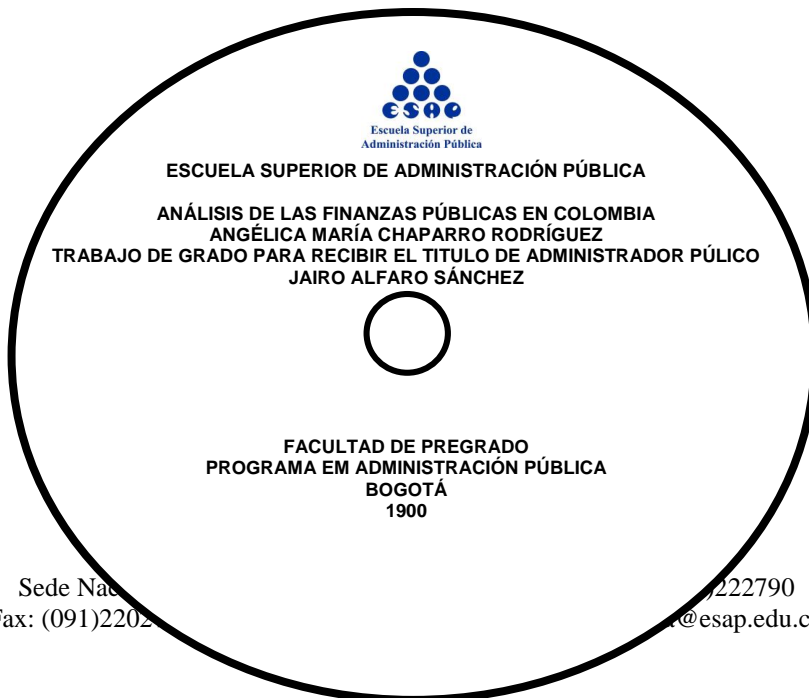 esap
Escuela Superior de
Administración Pública
ESCUELA SUPERIOR DE ADMINISTRACIÓN PÚBLICA
ANÁLISIS DE LAS FINANZAS PÚBLICAS EN COLOMBIA
ANGÉLICA MARÍA CHAPARRO RODRÍGUEZ
TRABAJO DE GRADO PARA RECIBIR EL TITULO DE ADMINISTRADOR PÚLICO
JAIRO ALFARO SÁNCHEZ
FACULTAD DE PREGRADO
PROGRAMA EM ADMINISTRACIÓN PÚBLICA
BOGOTÁ
1900
Sede )222790
ax: (091)2202 @esap.edu.c